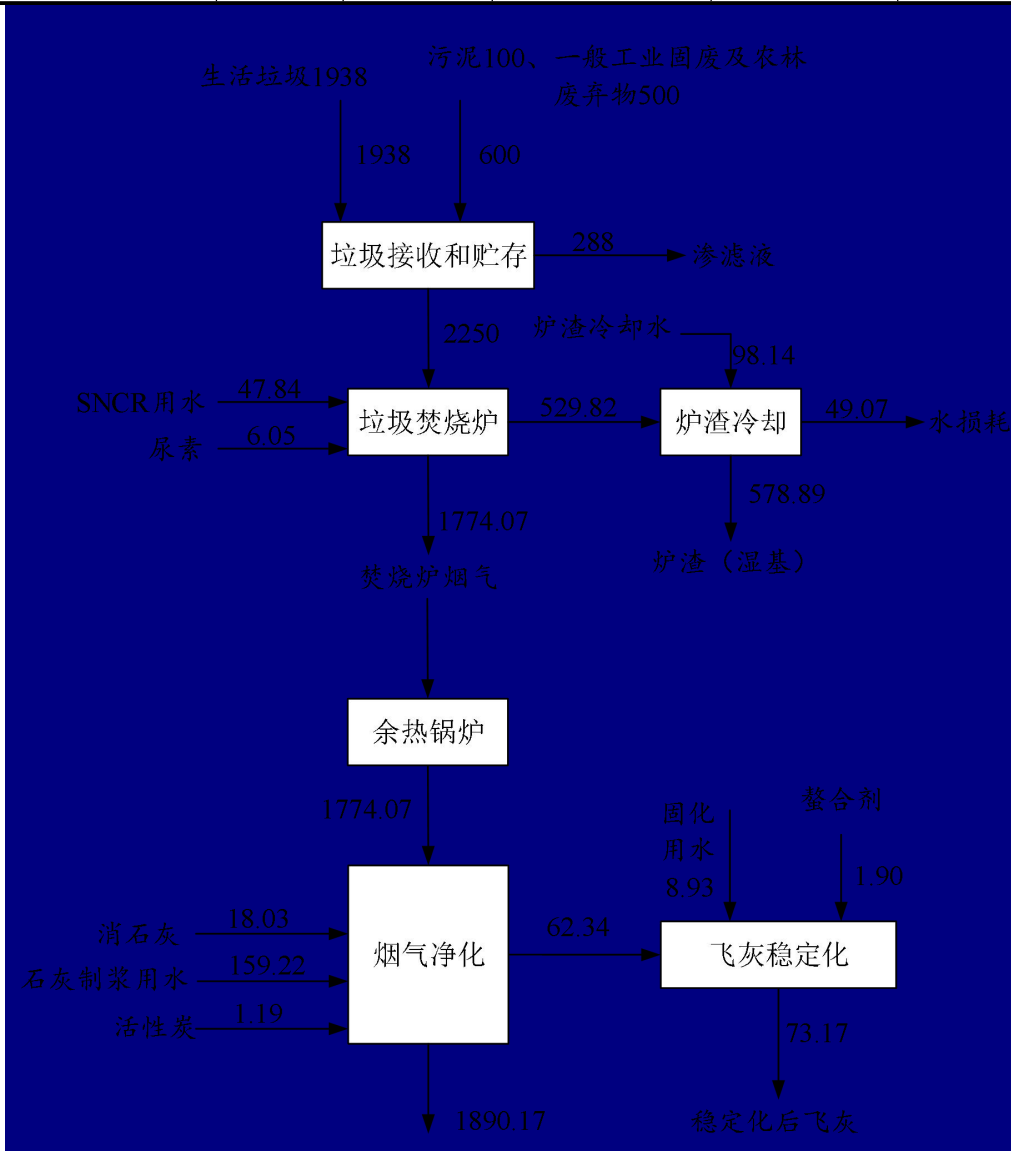 生活垃圾1938
污泥100、一般工业固废及农林
废弃物500
1938
600
垃圾接收和贮存
288
渗滤液
2250
炉渣冷却水
98.14
SNCR用水
47.84
尿素
6.05
垃圾焚烧炉
529.82
炉渣冷却
49.07
水损耗
1774.07
578.89
焚烧炉烟气
炉渣（湿基）
余热锅炉
1774.07
固化
用水
8.93
螯合剂
1.90
消石灰
18.03
石灰制浆用水
159.22
活性炭
1.19
烟气净化
62.34
飞灰稳定化
73.17
1890.17
稳定化后飞灰